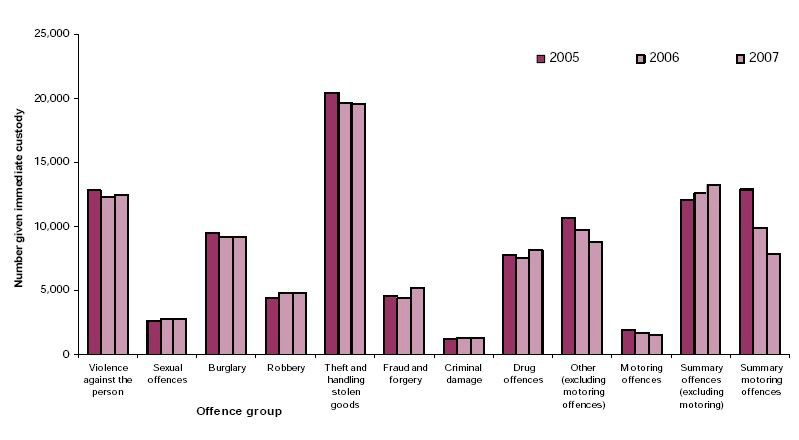 25,000
20,000
15,000
10,000
5,000
0
Number given immediate custody
2005 2006 2007
Violence
against the
person
Sexual
offences
Burglary
Robbery
Theft and
handling
stolen
goods
Fraud and
forgery
Criminal
damage
Drug
offences
Other
(excluding
motoring
offences)
Motoring
offences
Summary
offences
(excluding
motoring)
Summary
motoring
offences
Offence group